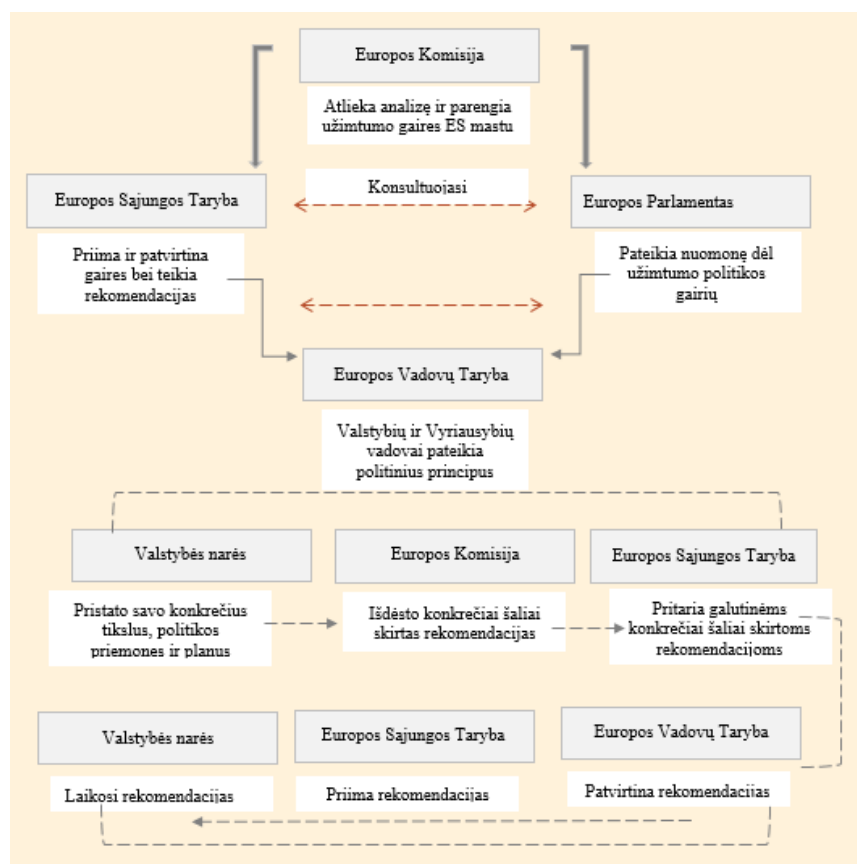 Europos Komisija
Atlieka analizę ir parengia
užimtumo gaires ES mastu
Europos Sąjungos Taryba
Konsultuojasi
Europos Parlamentas
Priima ir patvirtina
gaires bei teikia
rekomendacijas
Pateikia nuomonę dėl
užimtumo politikos
gairių
Europos Vadovų Taryba
Valstybių ir Vyriausybių
vadovai pateikia
politinius principus
Valstybės narės
Europos Komisija
Europos Sąjungos Taryba
Pristato savo konkrečius
tikslus, politikos
priemones ir planus
Išdėsto konkrečiai šaliai
skirtas rekomendacijas
Pritaria galutinėms
konkrečiai šaliai skirtoms
rekomendacijoms
Valstybės narės
Europos Sąjungos Taryba
Europos Vadovų Taryba
Laikosi rekomendacijas
Priima rekomendacijas
Patvirtina rekomendacijas